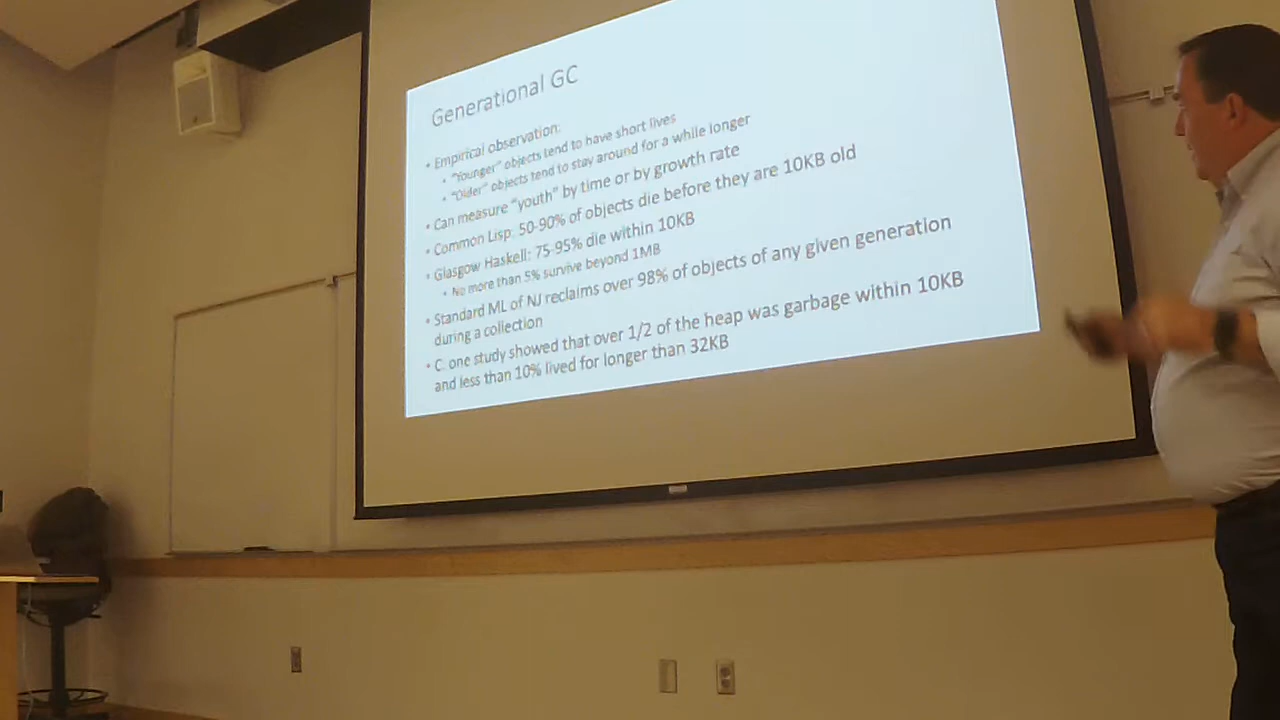 Generational GC
• Empirical observation:
• "Younger" objects tend to have short lives
• "Older" objects tend to stay around for a while longer
• Can measure "youth" by time or by growth rate
• Common Lisp: 50-90% of objects die before they are 10KB old
• Glasgow Haskell: 75-95% die within 10KB
• No more than 5% survive beyond 1MB
• Standard ML of NJ reclaims over 98% of objects of any given generation
during a collection
• C: one study showed that over 1/2 of the heap was garbage within 10KB
and less than 10% lived for longer than 32KB